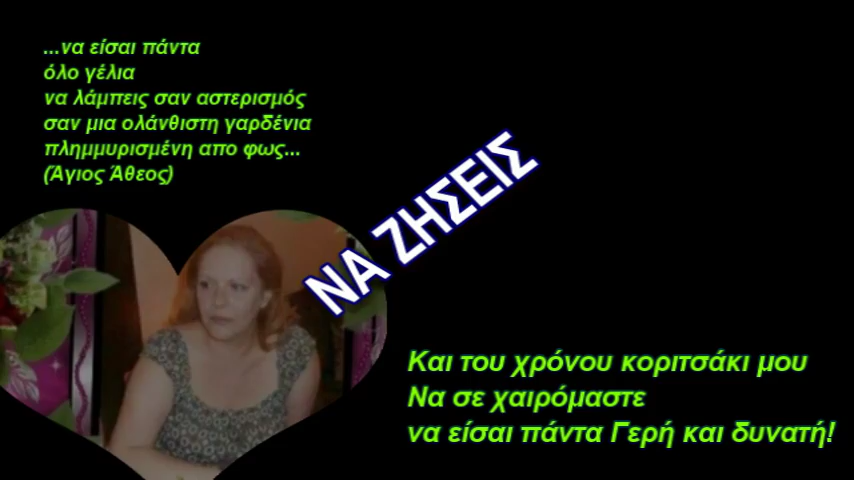 ...να είσαι πάντα
όλο γέλια
να λάμπεις σαν αστερισμός
σαν μια ολάνθιστη γαρδένια
πλημμυρισμένη απο φως...
(Άγιος Άθεος)
ΝΑ ΖΗΣΕΙΣ
Και του χρόνου κοριτσάκι μου
Να σε χαιρόμαστε
να είσαι πάντα Γερή και δυνατή!